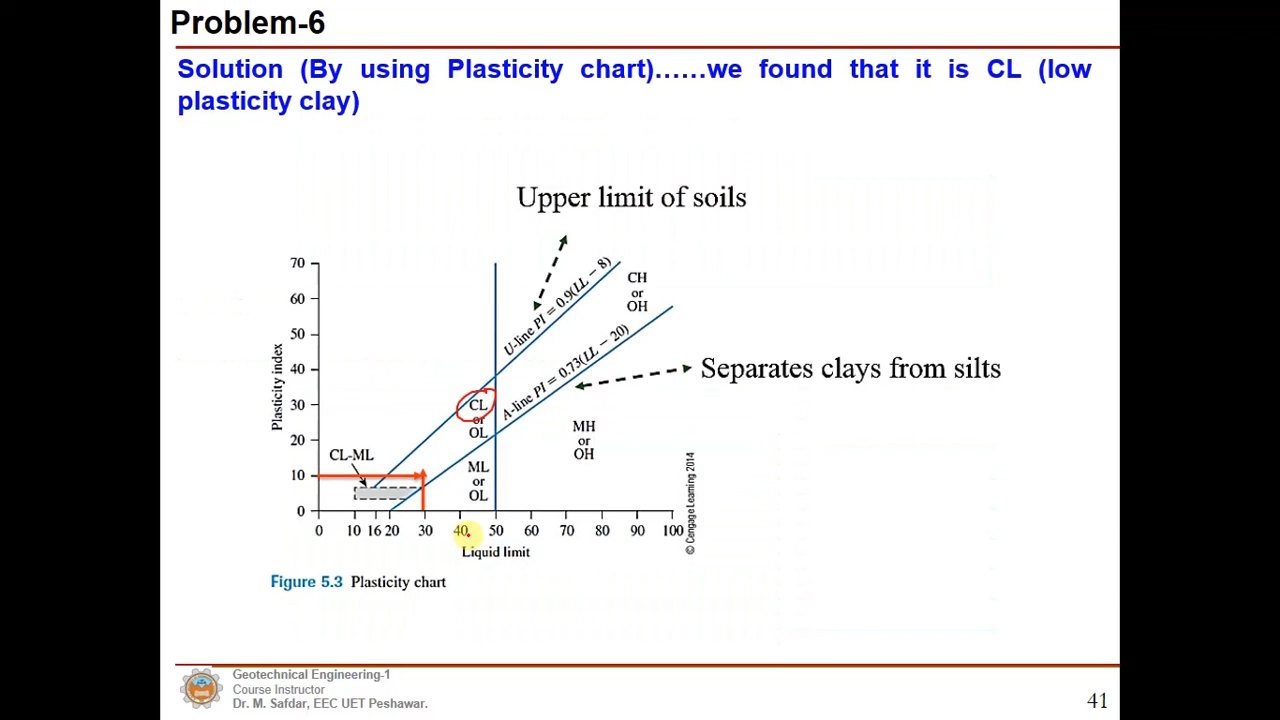 Problem-6
Solution (By using Plasticity chart)……we found that it is CL (low
plasticity clay)
Upper limit of soils
70
60
50
40
30
20
10
0
Plasticity index
U-line PI = 0.9(LL − 8)
A-line PI = 0.73(LL − 20)
CH
or
OH
Separates clays from silts
CL
or
OL
MH
or
OH
CL-ML
ML
or
OL
0 10 16 20 30 40 50 60 70 80 90 100
Liquid limit
© Cengage Learning 2014
Figure 5.3 Plasticity chart
Geotechnical Engineering-1
Course Instructor
Dr. M. Safdar, EEC UET Peshawar.
41